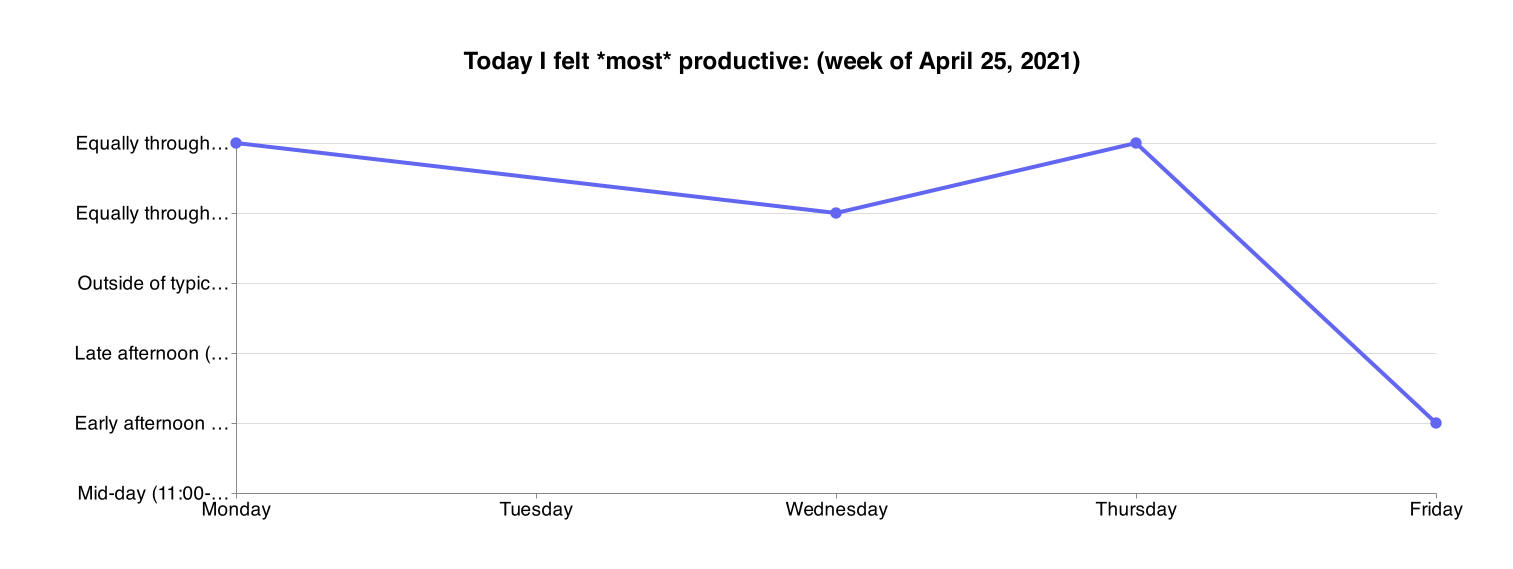 Today I felt *most* productive: (week of April 25, 2021)
Equally through…
Equally through…
Outside of typic…
Late afternoon (…
Early afternoon …
Mid-day (11:00-…
Monday Tuesday Wednesday Thursday Friday